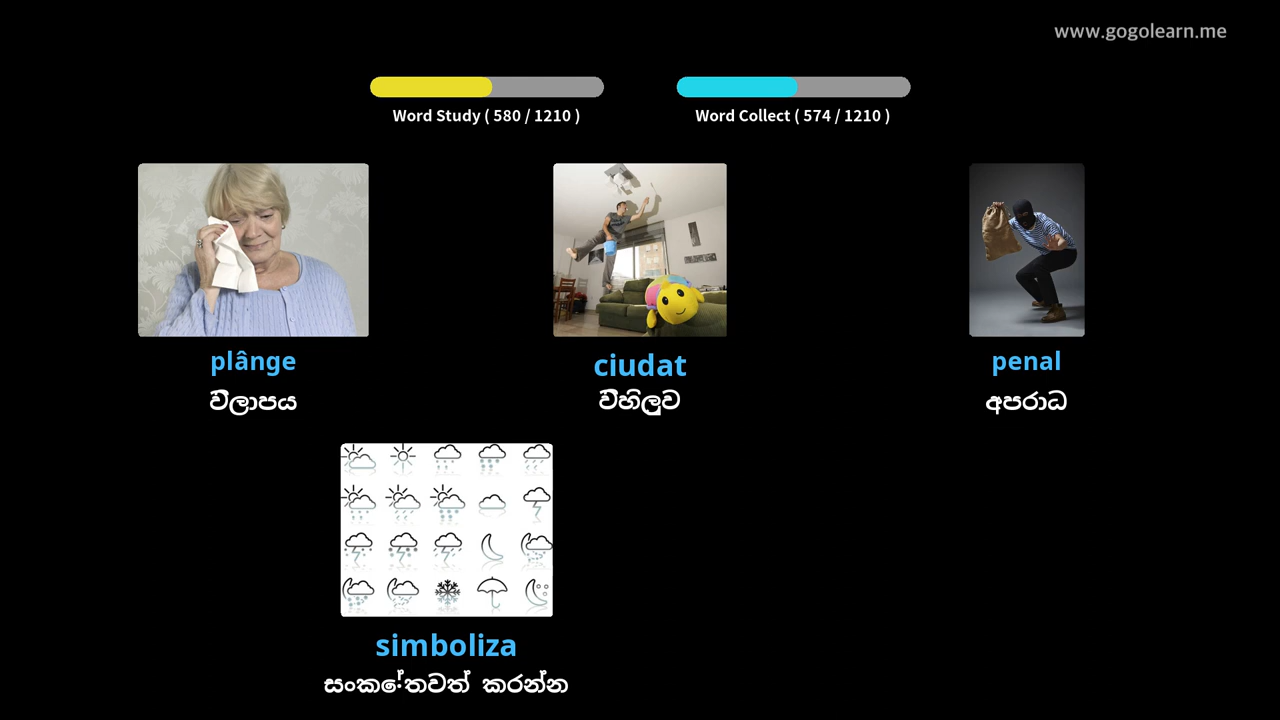 www.gogolearn.me
Word Study ( 580 / 1210 )
Word Collect ( 574 / 1210 )
plânge
විලාපය
ciudat
විහිලුව
penal
අපරාධ
simboliza
සංකේතවත් කරන්න